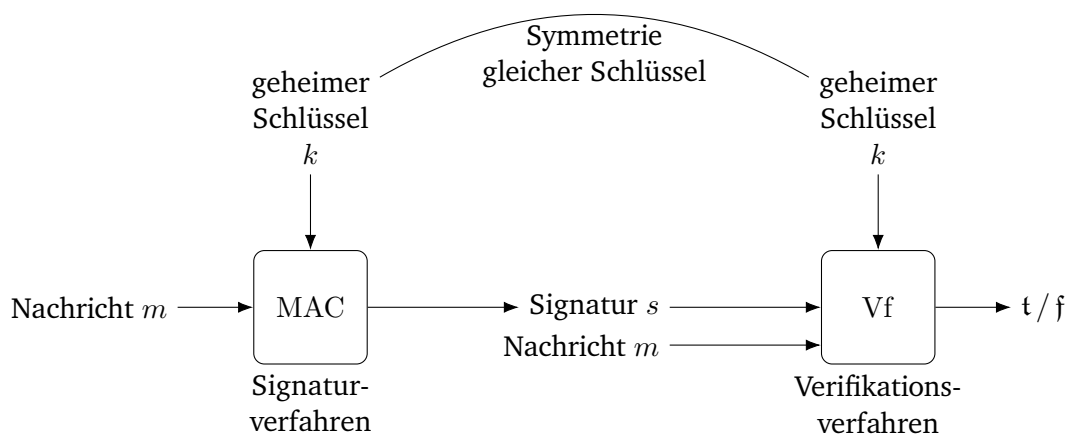 Symmetrie
gleicher Schlüssel
geheimer
Schlüssel
k
geheimer
Schlüssel
k
Nachricht m
MAC
Signatur s
Nachricht m
Vf
𝔱 / 𝔣
Signatur-
verfahren
Verifikations-
verfahren